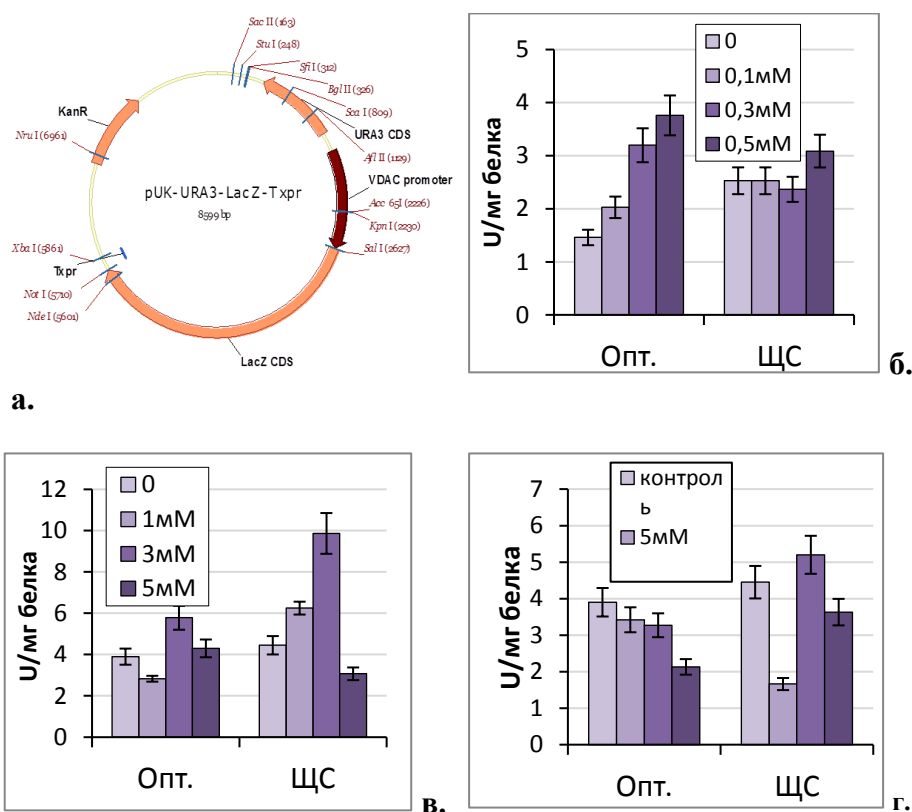 Sac II (163)
Stu I (248)
Sfi I (312)
Bgl II (326)
Sca I (809)
URA3 CDS
Afl II (1129)
VDAC promoter
Acc 65I (2226)
Kpn I (2230)
Sal I (2627)
LacZ CDS
Nde I (5601)
Not I (5710)
Txpr
Xba I (5861)
Nru I (6961)
KanR
pUK-URA3-LacZ-Txpr
8599 bp
а.
U/мг белка
5
4
3
2
1
0
0
0,1мМ
0,3мМ
0,5мМ
Опт. ЩС
б.
U/мг белка
12
10
8
6
4
2
0
0
1мМ
3мМ
5мМ
Опт. ЩС
в.
U/мг белка
7
6
5
4
3
2
1
0
контрол
ь
5мМ
Опт. ЩС
г.